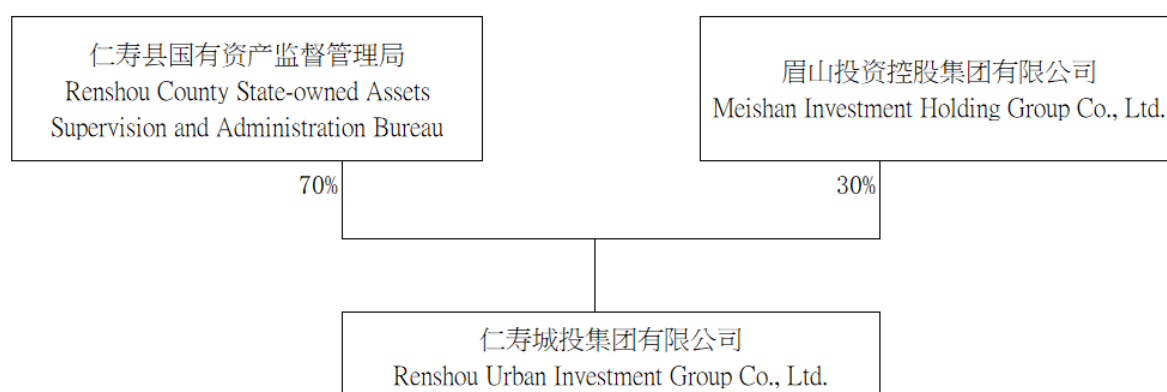 仁寿县国有资产监督管理局
Renshou County State-owned Assets
Supervision and Administration Bureau
眉山投资控股集团有限公司
Meishan Investment Holding Group Co., Ltd.
70%
30%
仁寿城投集团有限公司
Renshou Urban Investment Group Co., Ltd.